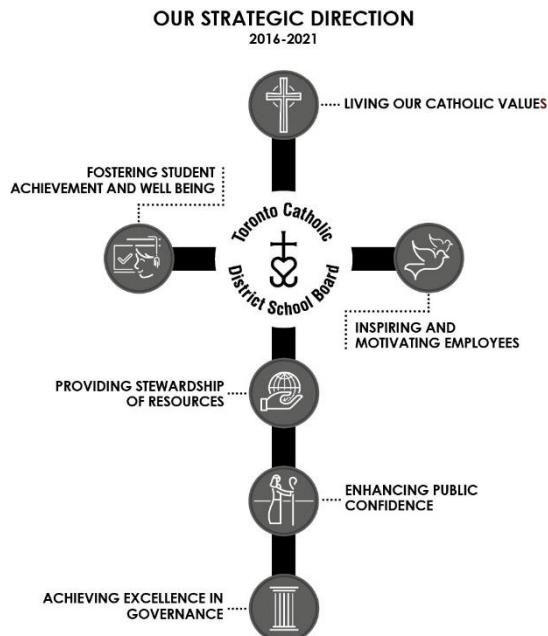 OUR STRATEGIC DIRECTION
2016-2021
LIVING OUR CATHOLIC VALUES
FOSTERING STUDENT
ACHIEVEMENT AND WELL BEING
Toronto Catholic
District School Board
INSPIRING AND
MOTIVATING EMPLOYEES
PROVIDING STEWARDSHIP
OF RESOURCES
ENHANCING PUBLIC
CONFIDENCE
ACHIEVING EXCELLENCE IN
GOVERNANCE